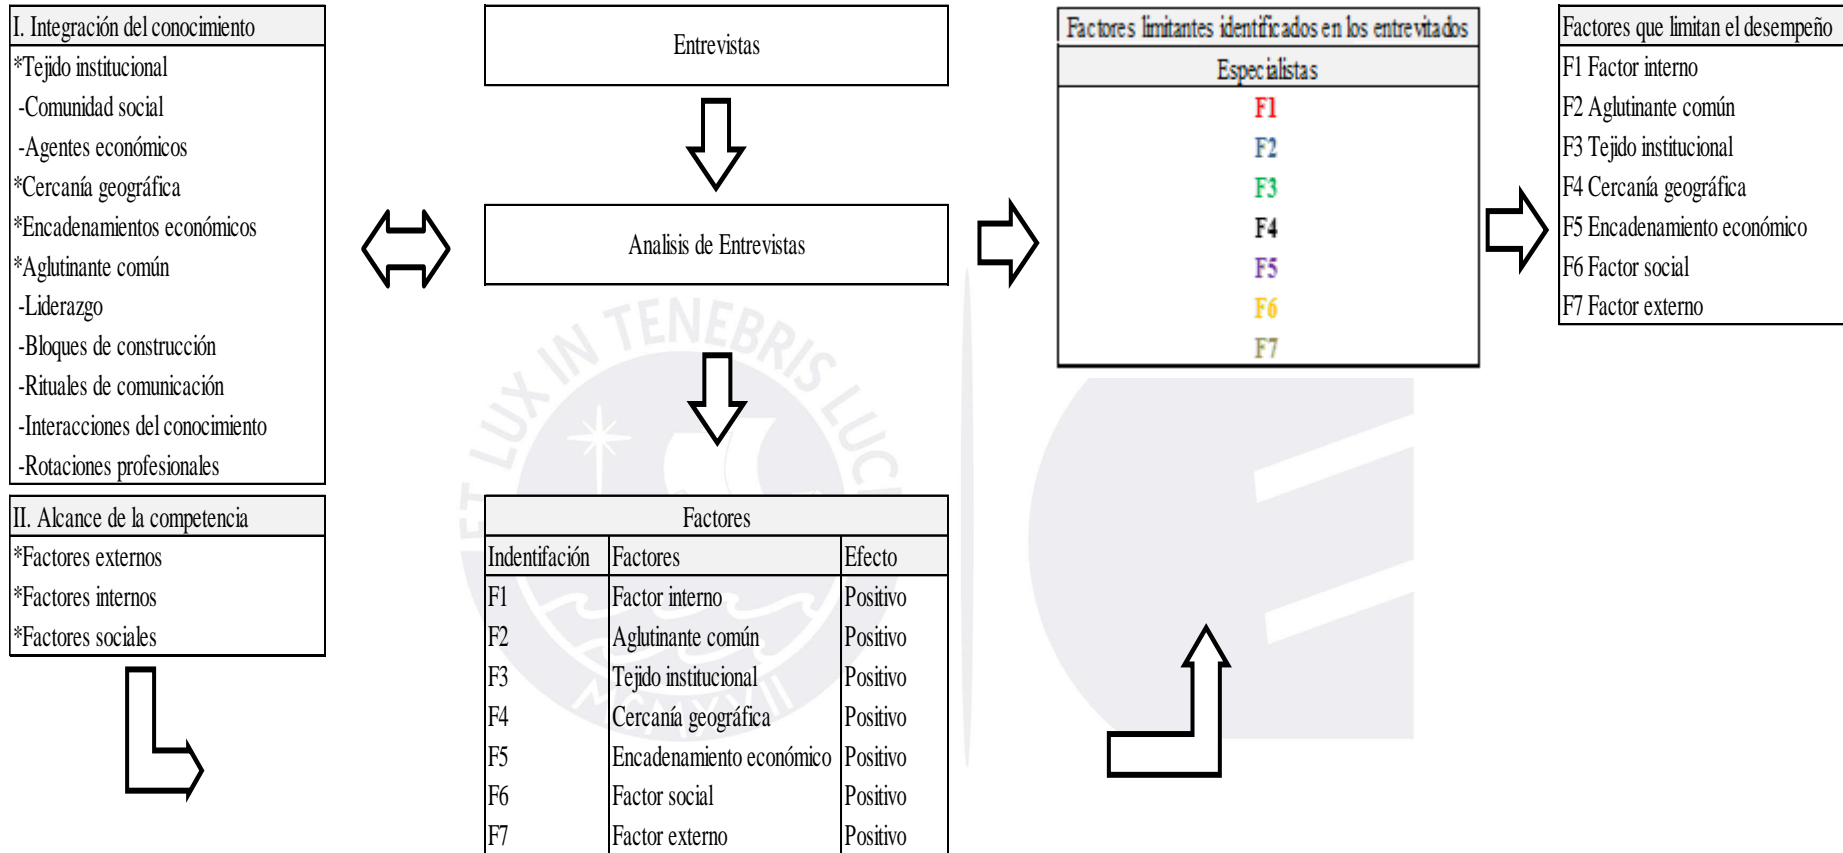 I. Integración del conocimiento
*Tejido institucional
-Comunidad social
-Agentes económicos
*Cercanía geográfica
*Encadenamientos económicos
*Aglutinante común
-Liderazgo
-Bloques de construcción
-Rituales de comunicación
-Interacciones del conocimiento
-Rotaciones profesionales
II. Alcance de la competencia
*Factores externos
*Factores internos
*Factores sociales
Entrevistas
Analisis de Entrevistas
Factores
Indentifación Factores Efecto
F1 Factor interno Positivo
F2 Aglutinante común Positivo
F3 Tejido institucional Positivo
F4 Cercanía geográfica Positivo
F5 Encadenamiento económico Positivo
F6 Factor social Positivo
F7 Factor externo Positivo
Factores limitantes identificados en los entrevitados
Especialistas
F1
F2
F3
F4
F5
F6
F7
Factores que limitan el desempeño
F1 Factor interno
F2 Aglutinante común
F3 Tejido institucional
F4 Cercanía geográfica
F5 Encadenamiento económico
F6 Factor social
F7 Factor externo
ET LUX IN TENEBRIS LUC
MCMXVII